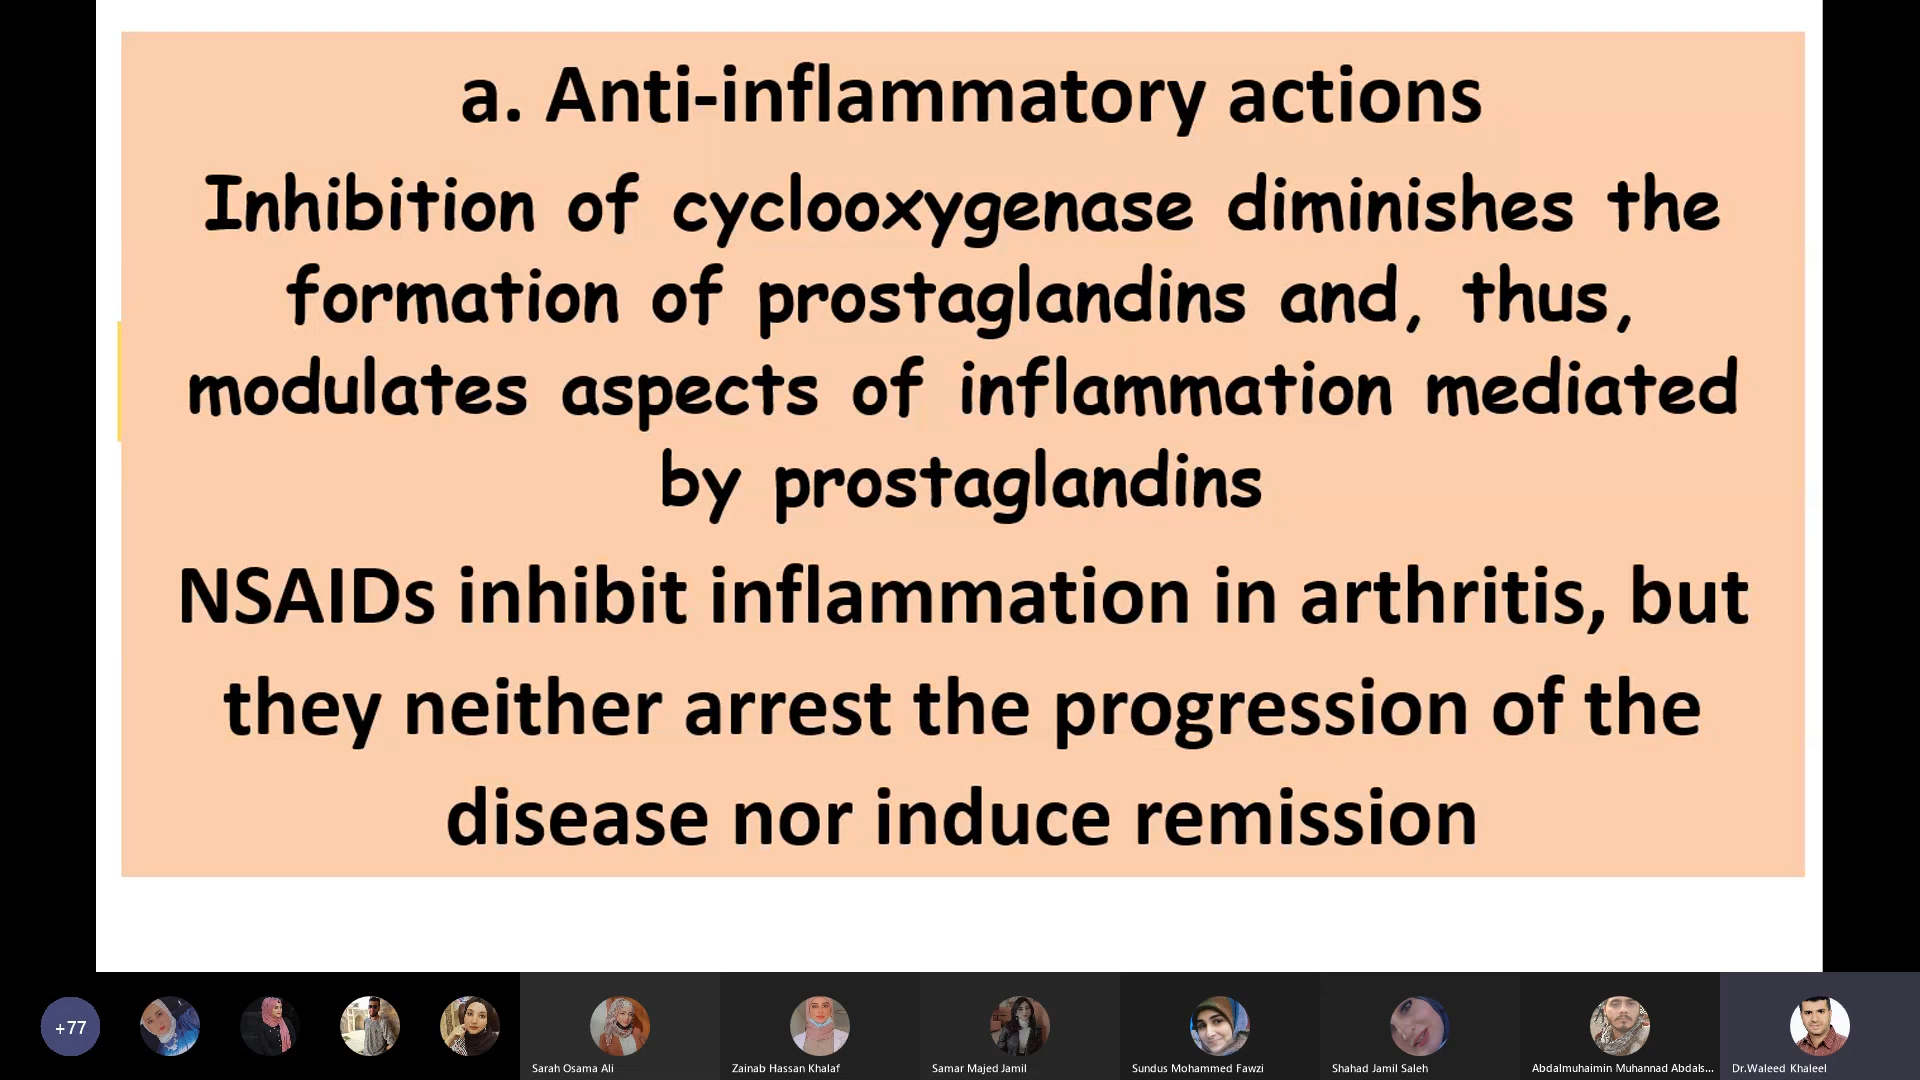 a. Anti-inflammatory actions
Inhibition of cyclooxygenase diminishes the
formation of prostaglandins and, thus,
modulates aspects of inflammation mediated
by prostaglandins
NSAIDs inhibit inflammation in arthritis, but
they neither arrest the progression of the
disease nor induce remission
+77
Sarah Osama Ali
Zainab Hassan Khalaf
Samar Majed Jamil
Sundus Mohammed Fawzi
Shahad Jamil Saleh
Abdalmuhaimin Muhannad Abdals...
Dr.Waleed Khaleel